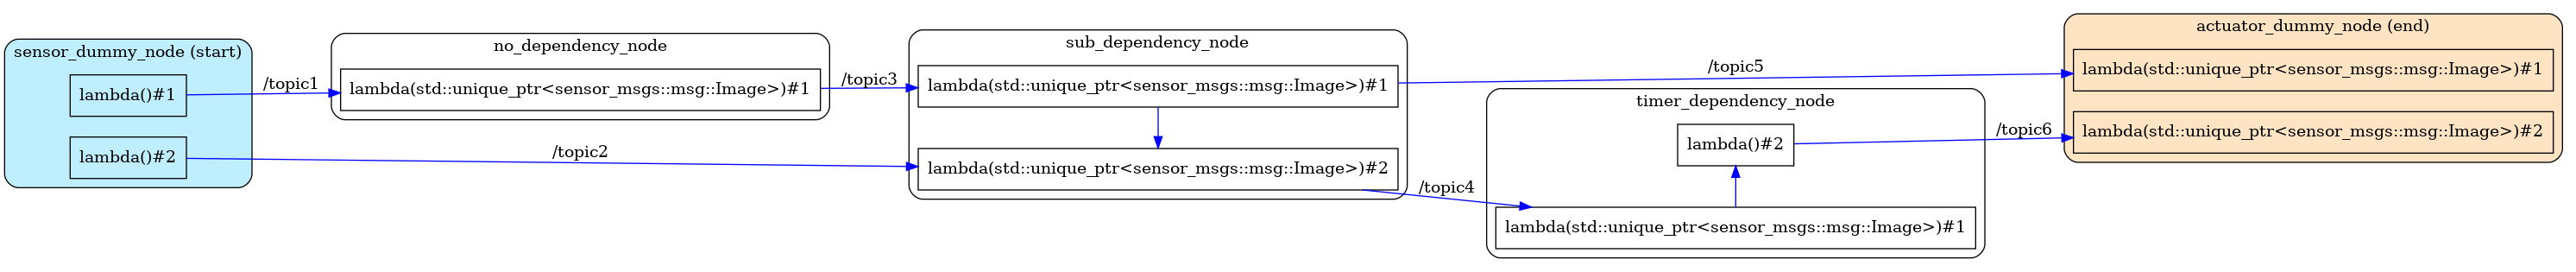 sensor_dummy_node (start)
lambda()#1
lambda()#2
/topic1
/topic2
no_dependency_node
lambda(std::unique_ptr<sensor_msgs::msg::Image>)#1
/topic3
sub_dependency_node
lambda(std::unique_ptr<sensor_msgs::msg::Image>)#1
lambda(std::unique_ptr<sensor_msgs::msg::Image>)#2
/topic5
/topic4
timer_dependency_node
lambda()#2
lambda(std::unique_ptr<sensor_msgs::msg::Image>)#1
/topic6
actuator_dummy_node (end)
lambda(std::unique_ptr<sensor_msgs::msg::Image>)#1
lambda(std::unique_ptr<sensor_msgs::msg::Image>)#2